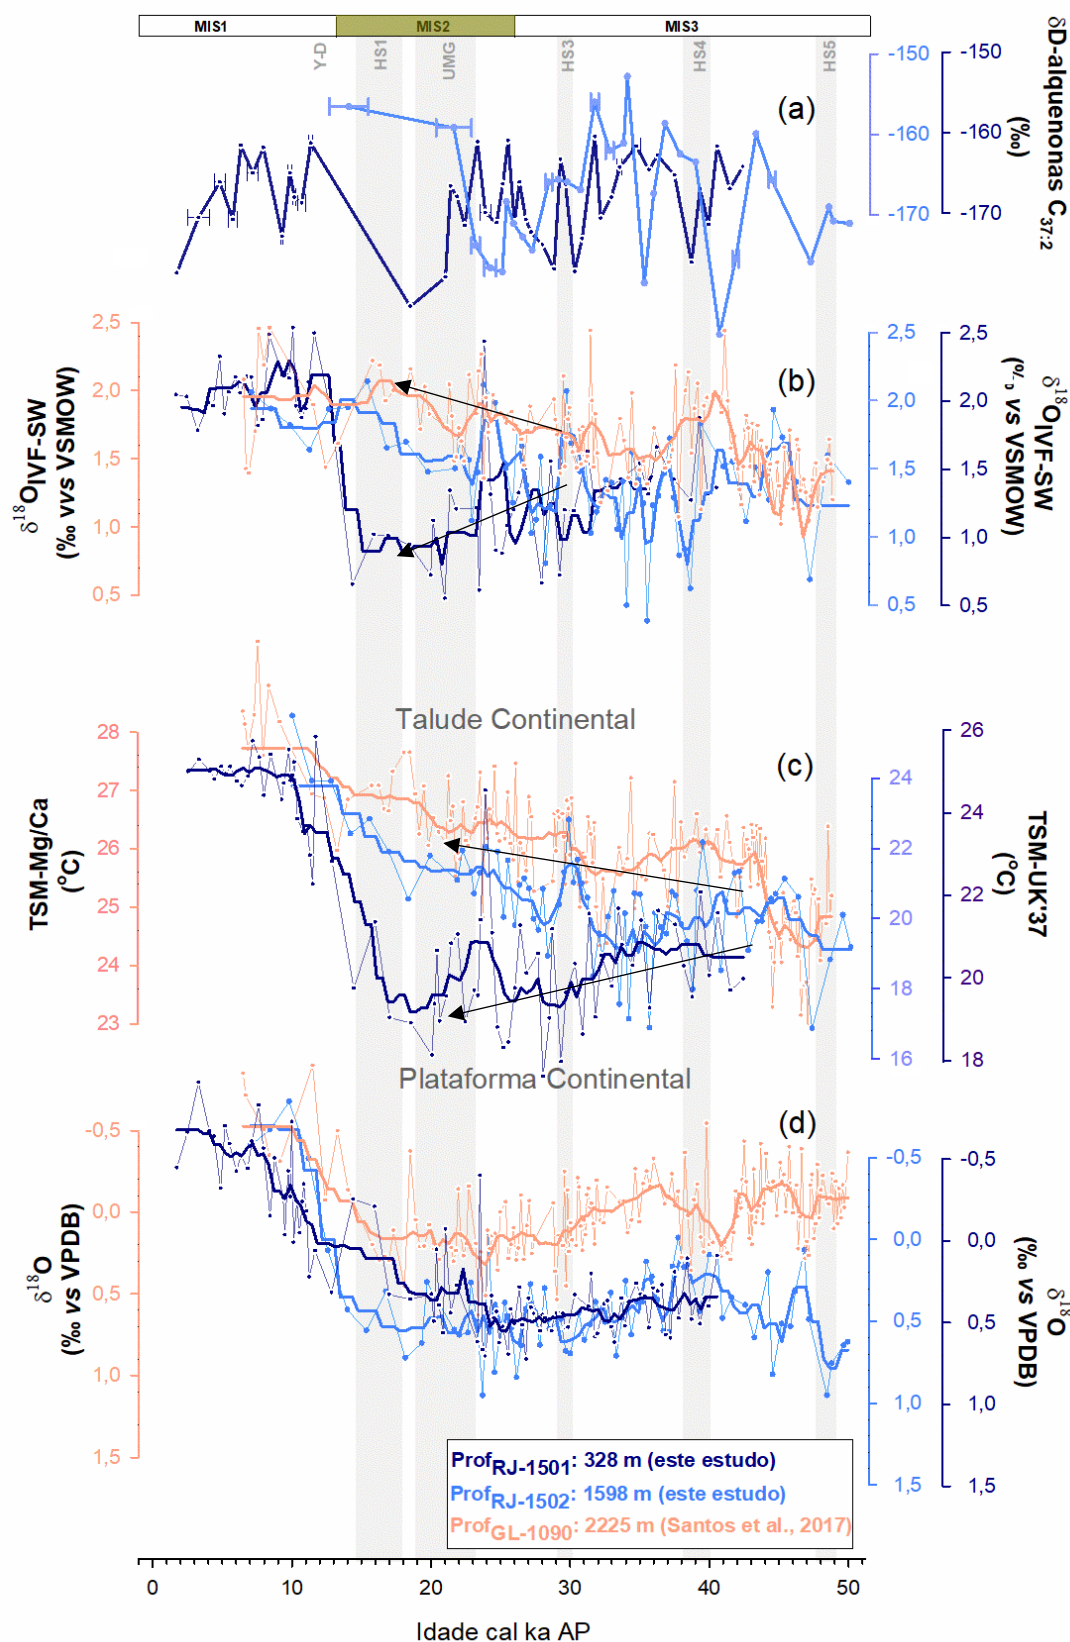 MIS1 MIS2 MIS3
Y-D HS1 UMG HS3 HS4 HS5
(a)
-150 -160 -170
-150 -160 -170
δD-alquenonas C37:2
(‰)
2,5 2,0 1,5 1,0 0,5
δ18OIVF-SW
(‰ vvs VSMOW)
(b)
2,5 2,0 1,5 1,0 0,5
2,5 2,0 1,5 1,0 0,5
δ18OIVF-SW
(‰ vs VSMOW)
Talude Continental
28 27 26 25 24 23
TSM-Mg/Ca
(°C)
(c)
24 22 20 18 16
26 24 22 20 18
TSM-UK'37
(°C)
Plataforma Continental
-0,5 0,0 0,5 1,0 1,5
δ18O
(‰ vs VPDB)
(d)
-0,5 0,0 0,5 1,0 1,5
-0,5 0,0 0,5 1,0 1,5
δ18O
(‰ vs VPDB)
ProfRJ-1501: 328 m (este estudo)
ProfRJ-1502: 1598 m (este estudo)
ProfGL-1090: 2225 m (Santos et al., 2017)
0 10 20 30 40 50
Idade cal ka AP